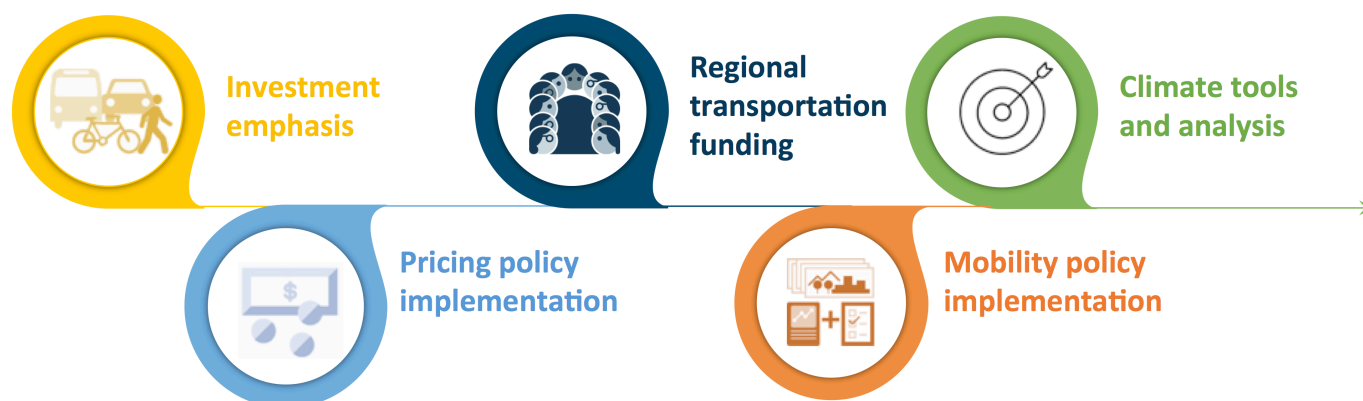 Investment
emphasis
$
Pricing policy
implementation
Regional
transportation
funding
Mobility policy
implementation
Climate tools
and analysis